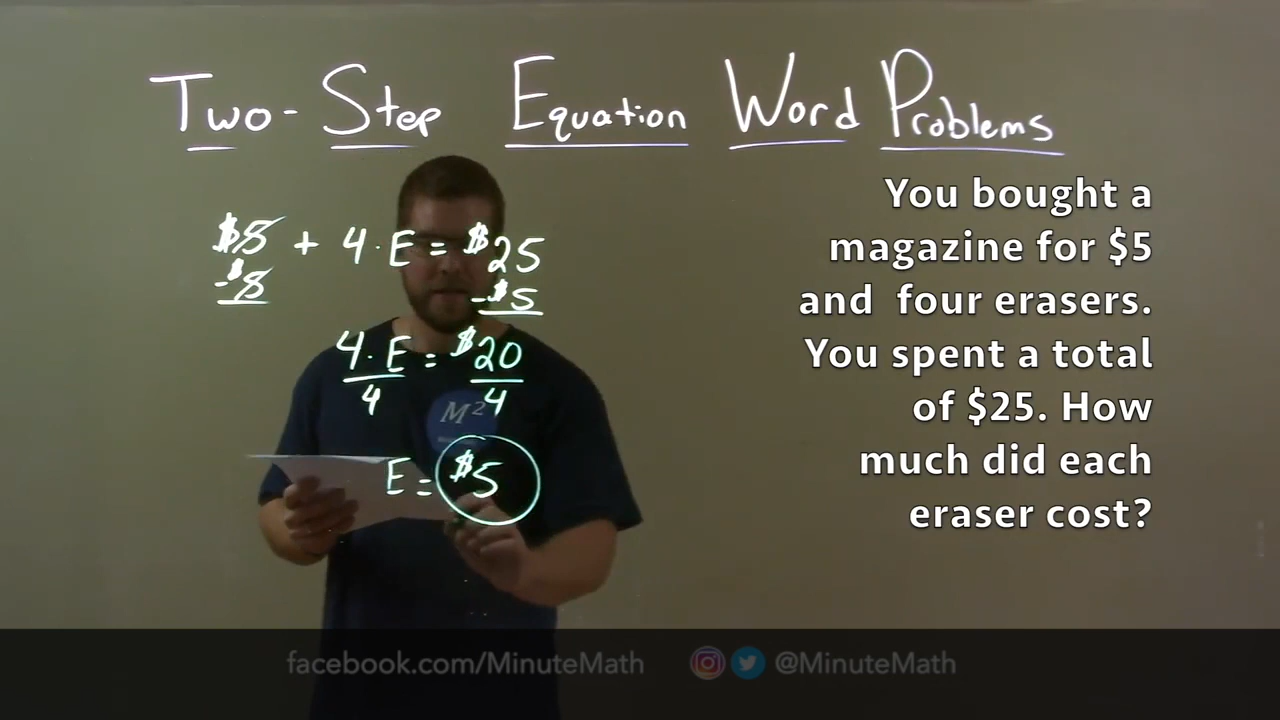 Two-Step Equation Word Problems
$5 + 4 · E = $25
-$5 -$5
4 · E = $20
4 4
E = $5
M²
You bought a
magazine for $5
and four erasers.
You spent a total
of $25. How
much did each
eraser cost?
facebook.com/MinuteMath @MinuteMath